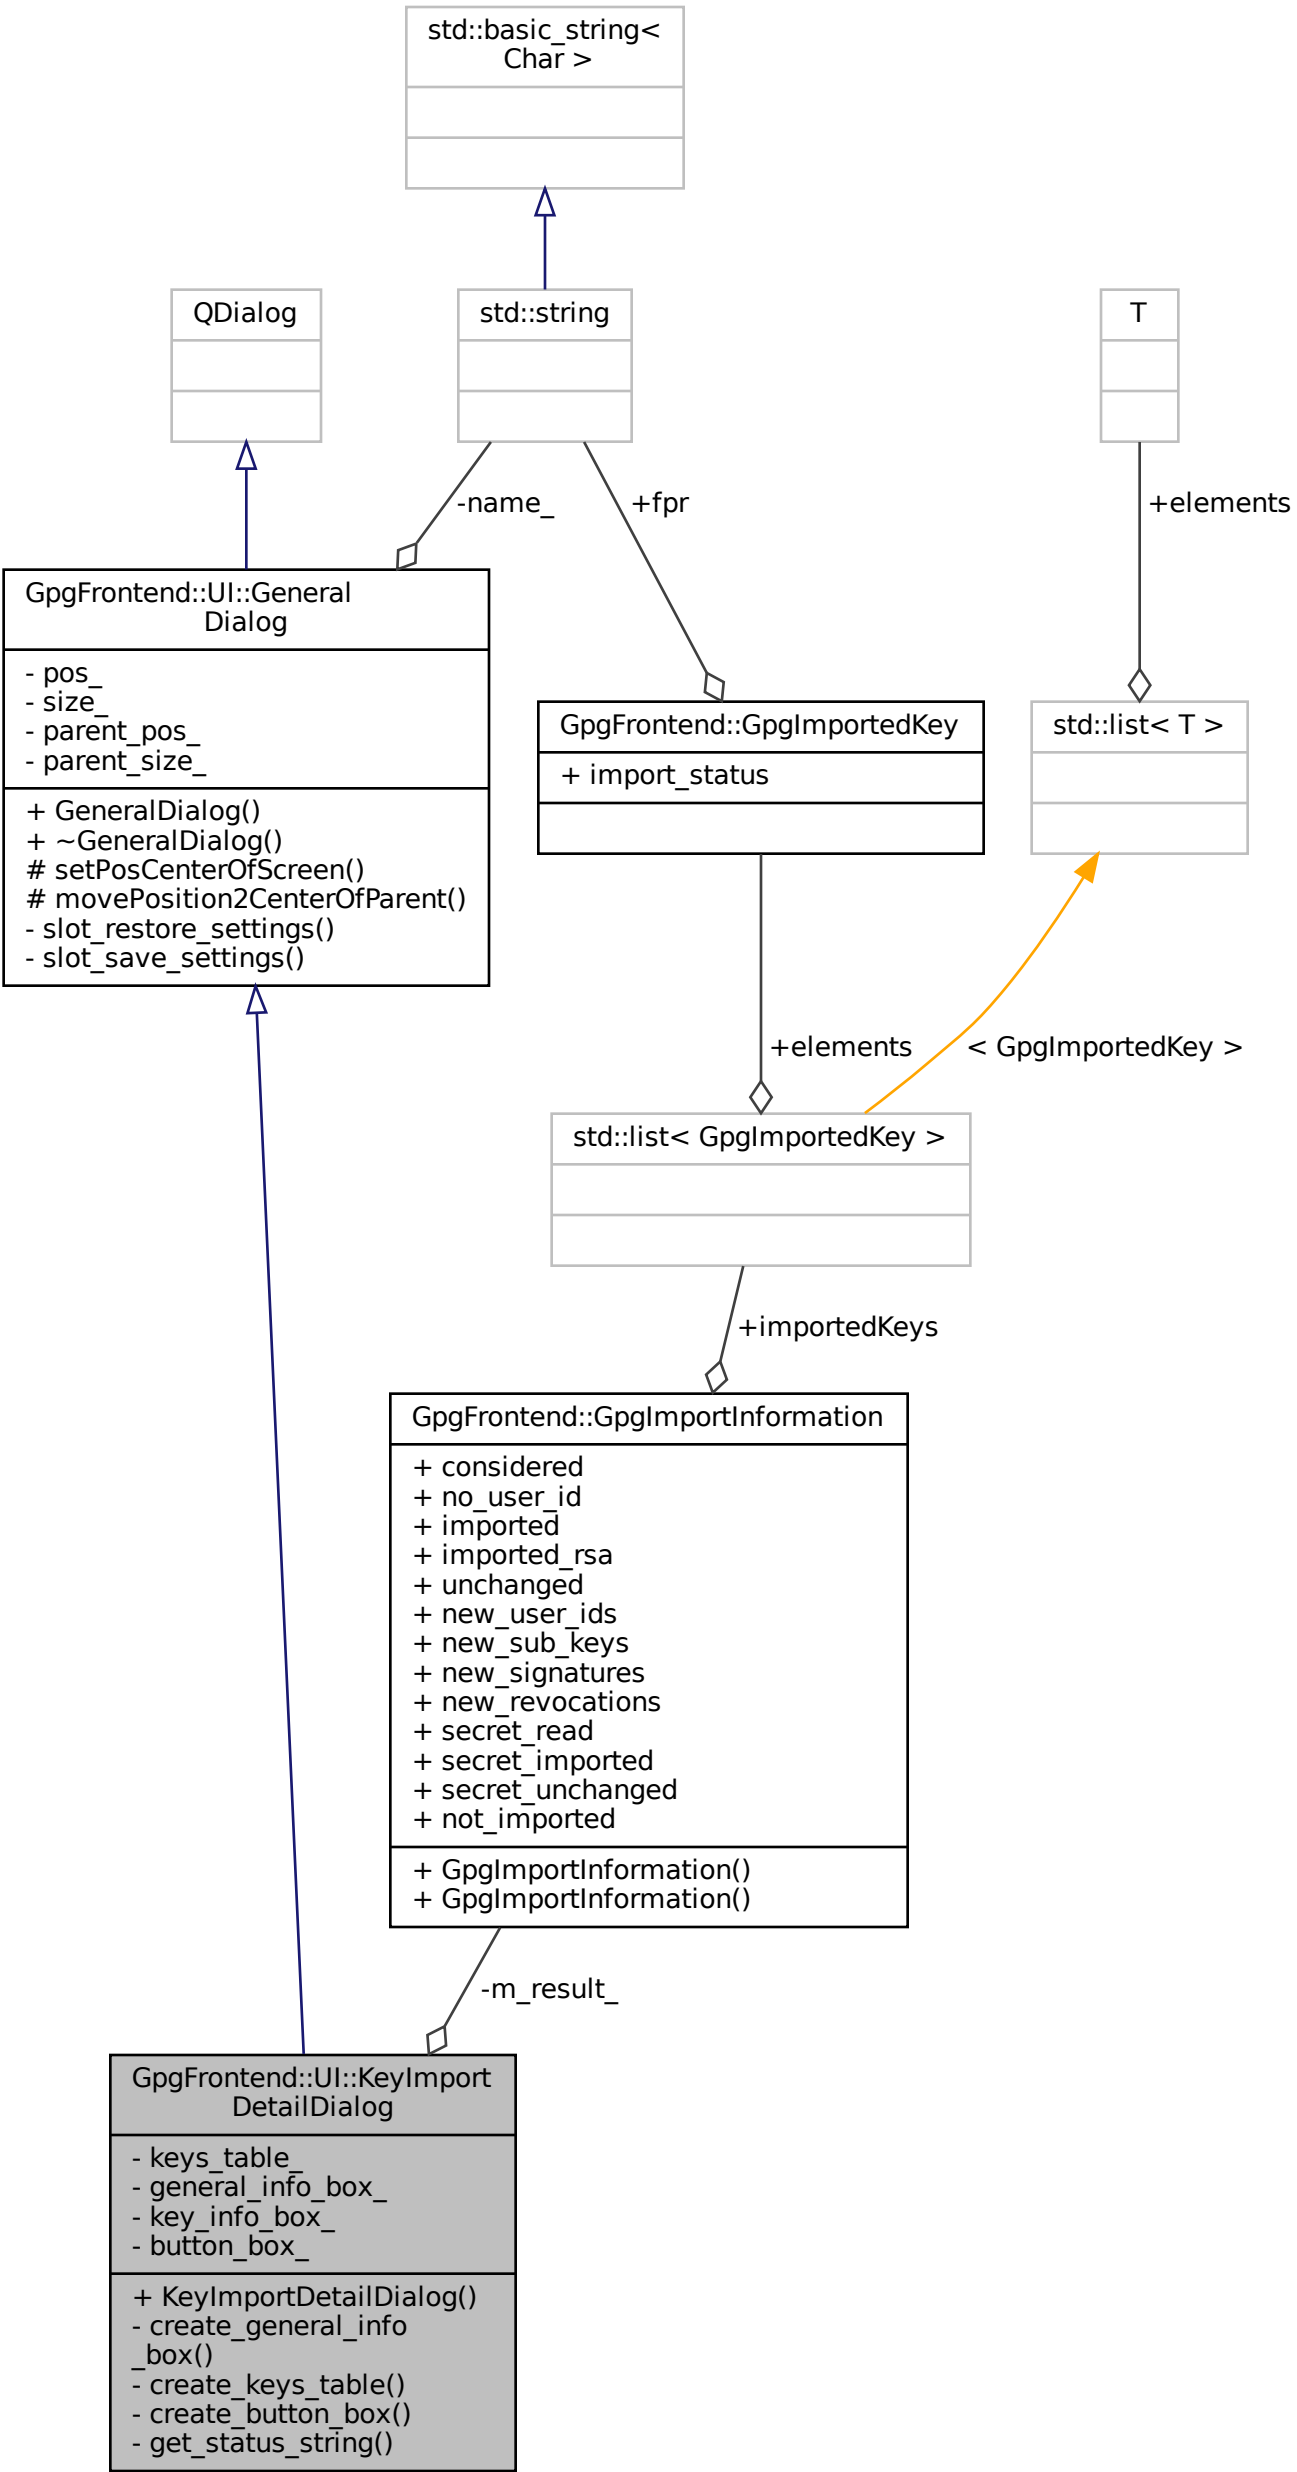 std::basic_string<
Char >
QDialog
std::string
T
-name_
+fpr
+elements
GpgFrontend::UI::General
Dialog
- pos_
- size_
- parent_pos_
- parent_size_
+ GeneralDialog()
+ ~GeneralDialog()
# setPosCenterOfScreen()
# movePosition2CenterOfParent()
- slot_restore_settings()
- slot_save_settings()
GpgFrontend::GpgImportedKey
+ import_status
std::list< T >
+elements
< GpgImportedKey >
std::list< GpgImportedKey >
+importedKeys
GpgFrontend::GpgImportInformation
+ considered
+ no_user_id
+ imported
+ imported_rsa
+ unchanged
+ new_user_ids
+ new_sub_keys
+ new_signatures
+ new_revocations
+ secret_read
+ secret_imported
+ secret_unchanged
+ not_imported
+ GpgImportInformation()
+ GpgImportInformation()
-m_result_
GpgFrontend::UI::KeyImport
DetailDialog
- keys_table_
- general_info_box_
- key_info_box_
- button_box_
+ KeyImportDetailDialog()
- create_general_info
_box()
- create_keys_table()
- create_button_box()
- get_status_string()